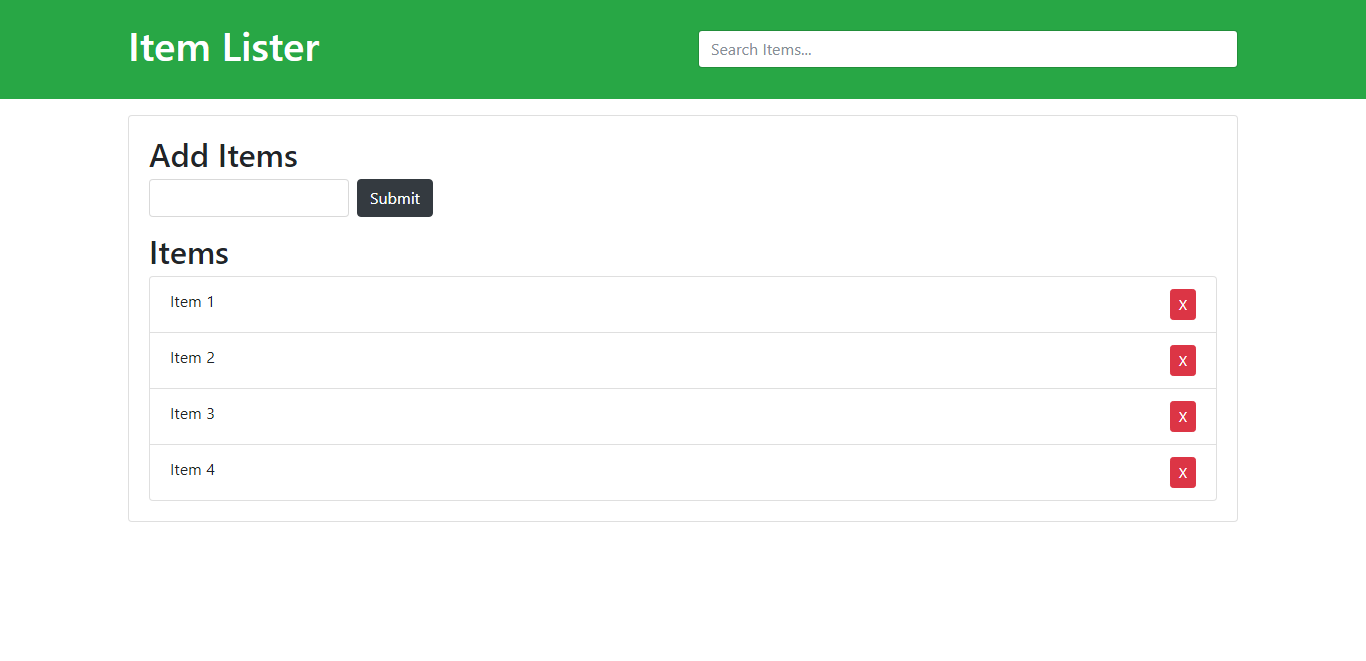 Item Lister
Search Items...
Add Items
Submit
Items
Item 1
X
Item 2
X
Item 3
X
Item 4
X